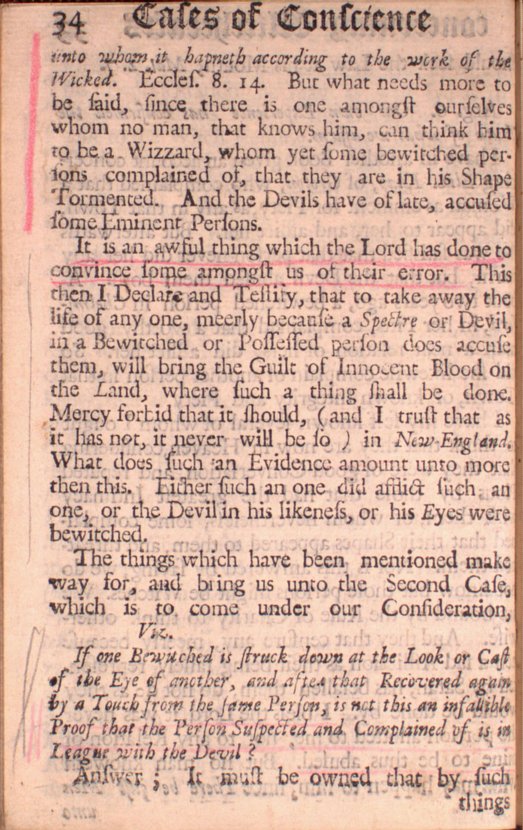 34 Caſes of Conſcience
unto whom it hapneth according to the work of the
Wicked. Eccleſ. 8. 14. But what needs more to
be ſaid, ſince there is one amongſt ourſelves
whom no man, that knows him, can think him
to be a Wizzard, whom yet ſome bewitched per-
ſons complained of, that they are in his Shape
Tormented. And the Devils have of late, accuſed
ſome Eminent Perſons.
It is an awful thing which the Lord has done to
convince ſome amongſt us of their error. This
then I Declare and Teſtify, that to take away the
life of any one, meerly becauſe a Spectre or Devil,
in a Bewitched or Poſſeſſed perſon does accuſe
them, will bring the Guilt of Innocent Blood on
the Land, where ſuch a thing ſhall be done.
Mercy forbid that it ſhould, (and I truſt that as
it has not, it never will be ſo ) in New-England.
What does ſuch an Evidence amount unto more
then this. Either ſuch an one did afflict ſuch an
one, or the Devil in his likeneſs, or his Eyes were
bewitched.
The things which have been mentioned make
way for, and bring us unto the Second Caſe,
which is to come under our Conſideration,
Viz.
If one Bewitched is ſtruck down at the Look or Caſt
of the Eye of another, and after that Recovered again
by a Touch from the ſame Perſon, is not this an infallible
Proof that the Perſon Suſpected and Complained of is in
League with the Devil?
Anſwer; It muſt be owned that by ſuch
things